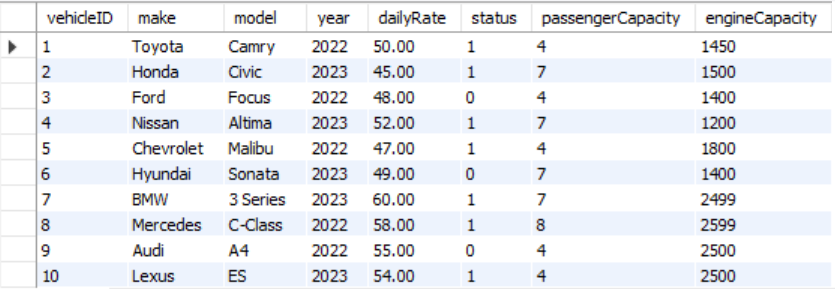 vehicleID make model year dailyRate status passengerCapacity engineCapacity
1 Toyota Camry 2022 50.00 1 4 1450
2 Honda Civic 2023 45.00 1 7 1500
3 Ford Focus 2022 48.00 0 4 1400
4 Nissan Altima 2023 52.00 1 7 1200
5 Chevrolet Malibu 2022 47.00 1 4 1800
6 Hyundai Sonata 2023 49.00 0 7 1400
7 BMW 3 Series 2023 60.00 1 7 2499
8 Mercedes C-Class 2022 58.00 1 8 2599
9 Audi A4 2022 55.00 0 4 2500
10 Lexus ES 2023 54.00 1 4 2500